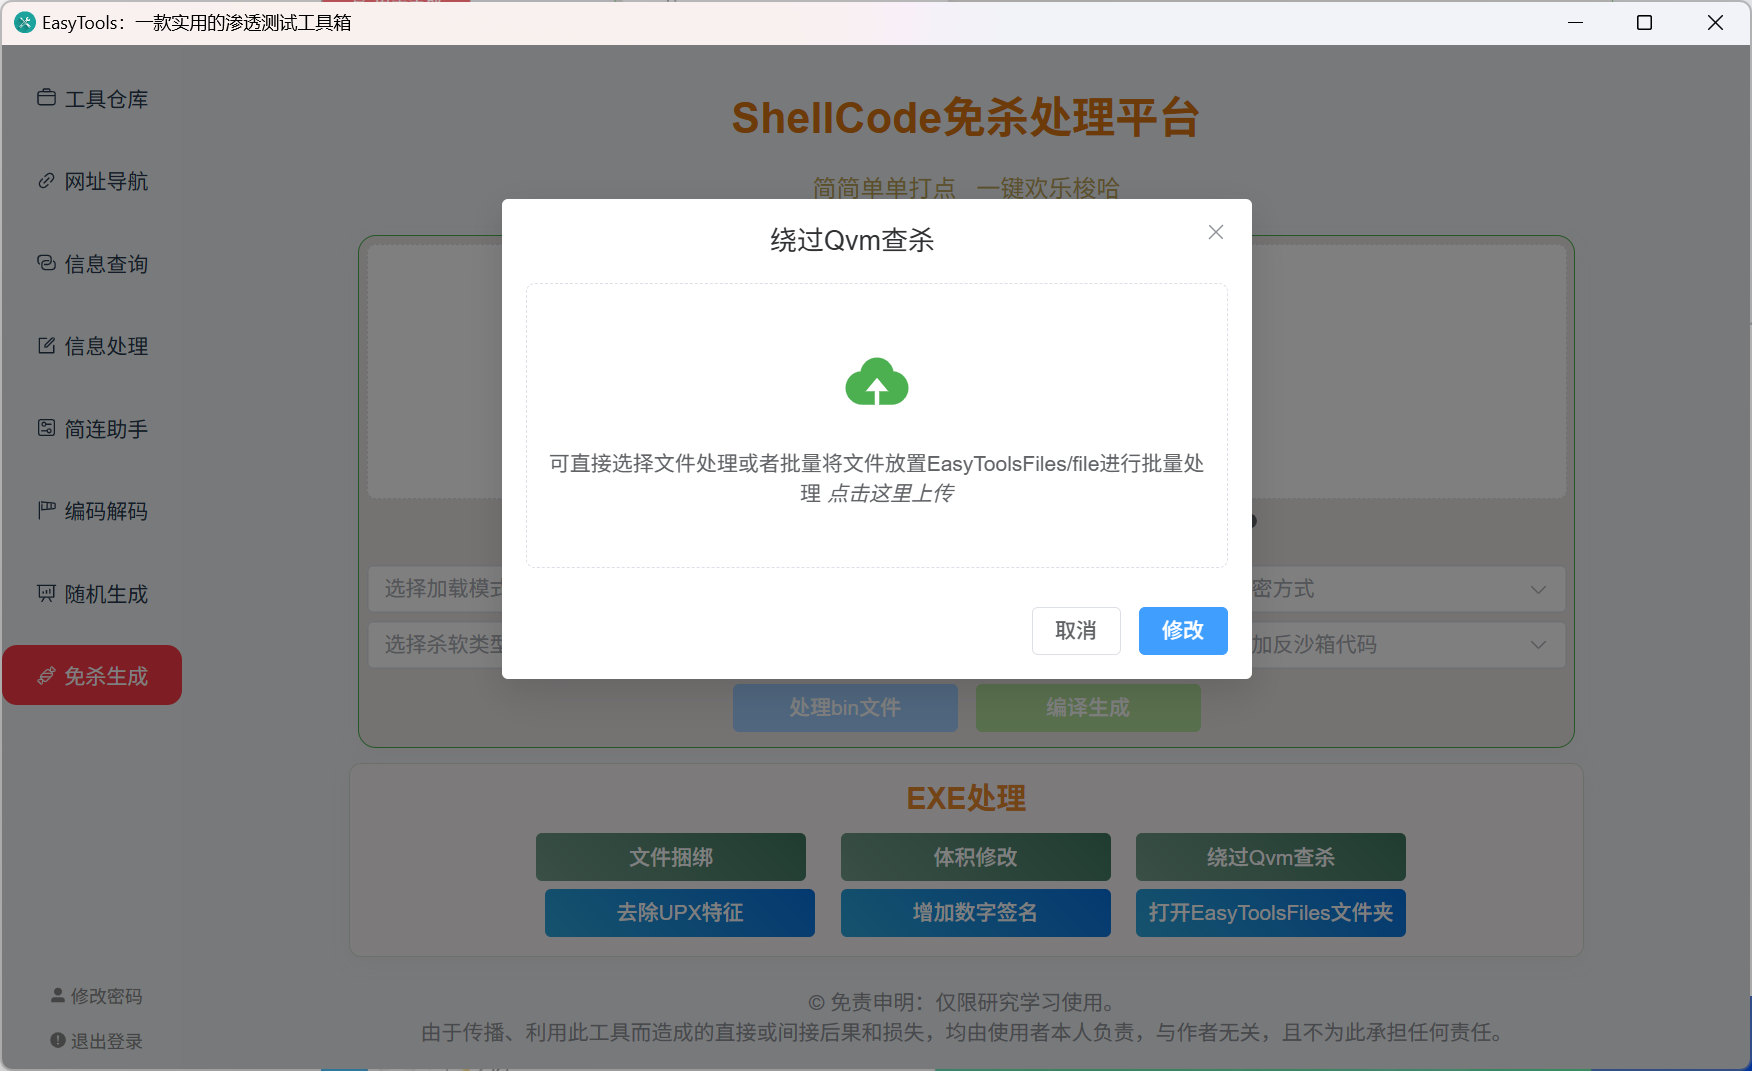 EasyTools：一款实用的渗透测试工具箱
工具仓库
网址导航
信息查询
信息处理
简连助手
编码解码
随机生成
免杀生成
修改密码
退出登录
ShellCode免杀处理平台
简简单单打点 一键欢乐梭哈
绕过Qvm查杀
可直接选择文件处理或者批量将文件放置EasyToolsFiles/file进行批量处
理 点击这里上传
取消
修改
选择加载模式
密方式
选择杀软类型
加反沙箱代码
处理bin文件
编译生成
EXE处理
文件捆绑
体积修改
绕过Qvm查杀
去除UPX特征
增加数字签名
打开EasyToolsFiles文件夹
© 免责申明：仅限研究学习使用。
由于传播、利用此工具而造成的直接或间接后果和损失，均由使用者本人负责，与作者无关，且不为此承担任何责任。